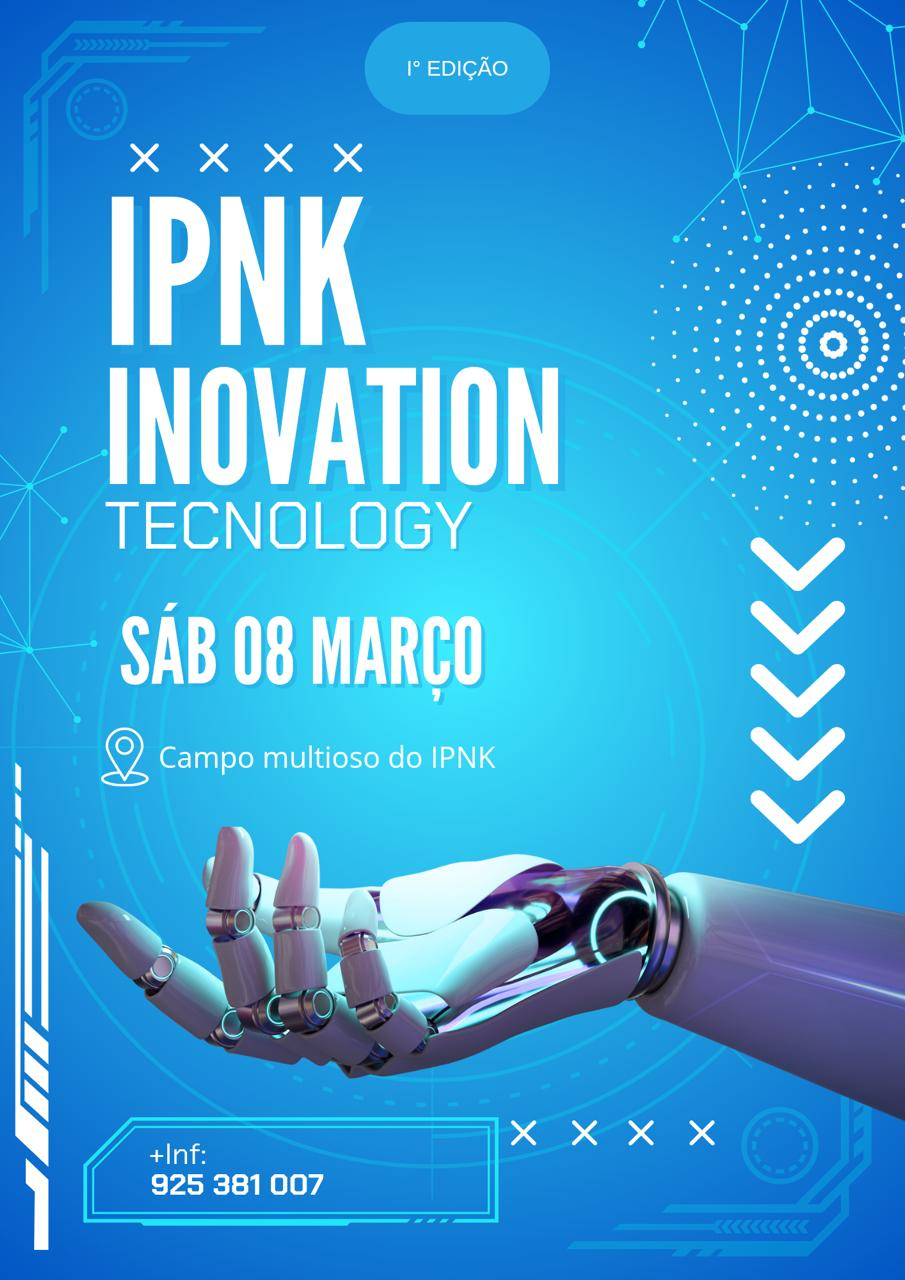 I° EDIÇÃO
IPNK
INOVATION
TECNOLOGY
SÁB 08 MARÇO
Campo multioso do IPNK
+Inf:
925 381 007